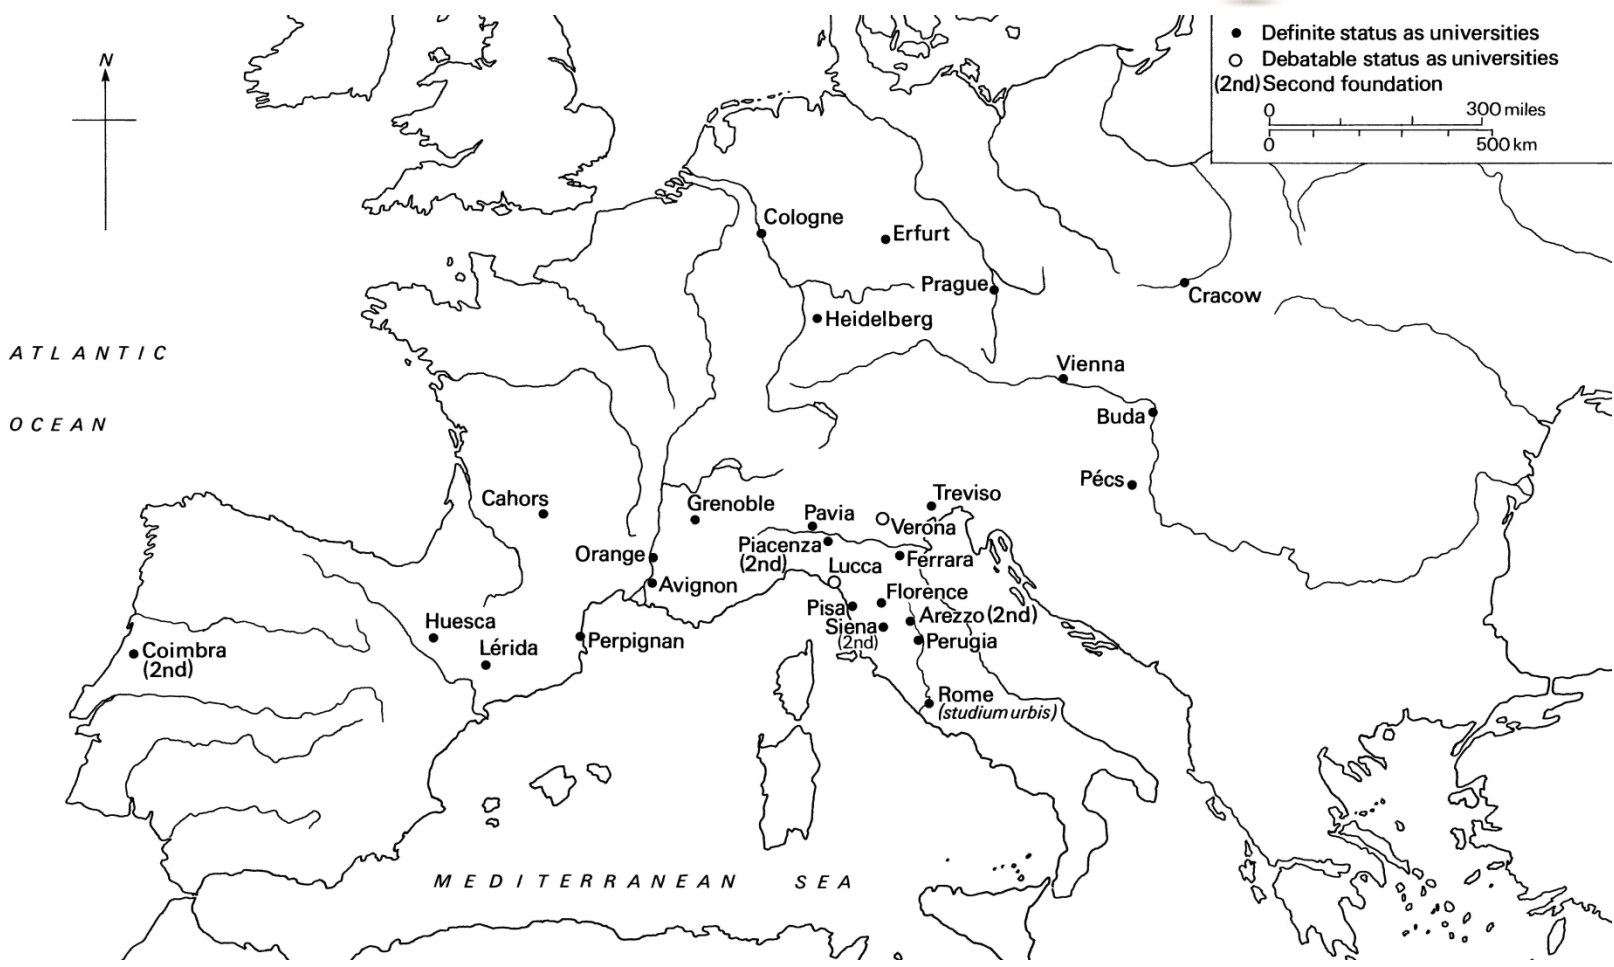 Definite status as universities
Debatable status as universities
(2nd) Second foundation
0 300 miles
0 500 km
N
Cologne
Erfurt
Prague
Cracow
Heidelberg
ATLANTIC
OCEAN
Vienna
Buda
Pécs
Cahors
Grenoble
Treviso
Pavia
Verona
Orange
Piacenza
(2nd)
Ferrara
Lucca
Avignon
Florence
Pisa
Arezzo (2nd)
Huesca
Siena
(2nd)
Perugia
Perpignan
Lérida
Coimbra
(2nd)
Rome
(studium urbis)
MEDITERRANEAN SEA